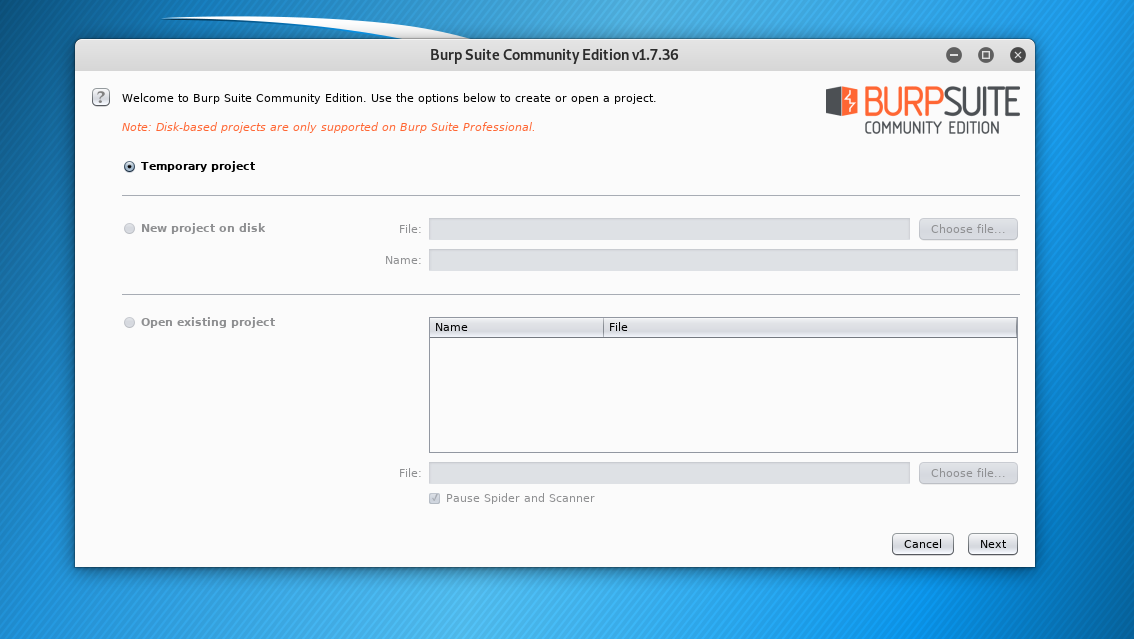 Burp Suite Community Edition v1.7.36
?
Welcome to Burp Suite Community Edition. Use the options below to create or open a project.
BURPSUITE
COMMUNITY EDITION
Note: Disk-based projects are only supported on Burp Suite Professional.
Temporary project
New project on disk
File:
Choose file...
Name:
Open existing project
Name File
File:
Choose file...
Pause Spider and Scanner
Cancel Next